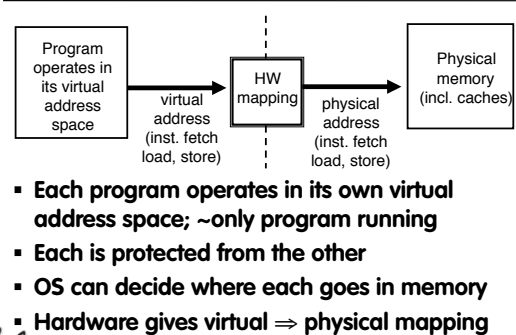 Program
operates in
its virtual
address
space
virtual
address
(inst. fetch
load, store)
HW
mapping
physical
address
(inst. fetch
load, store)
Physical
memory
(incl. caches)
▪ Each program operates in its own virtual
address space; ~only program running
▪ Each is protected from the other
▪ OS can decide where each goes in memory
▪ Hardware gives virtual ⇒ physical mapping